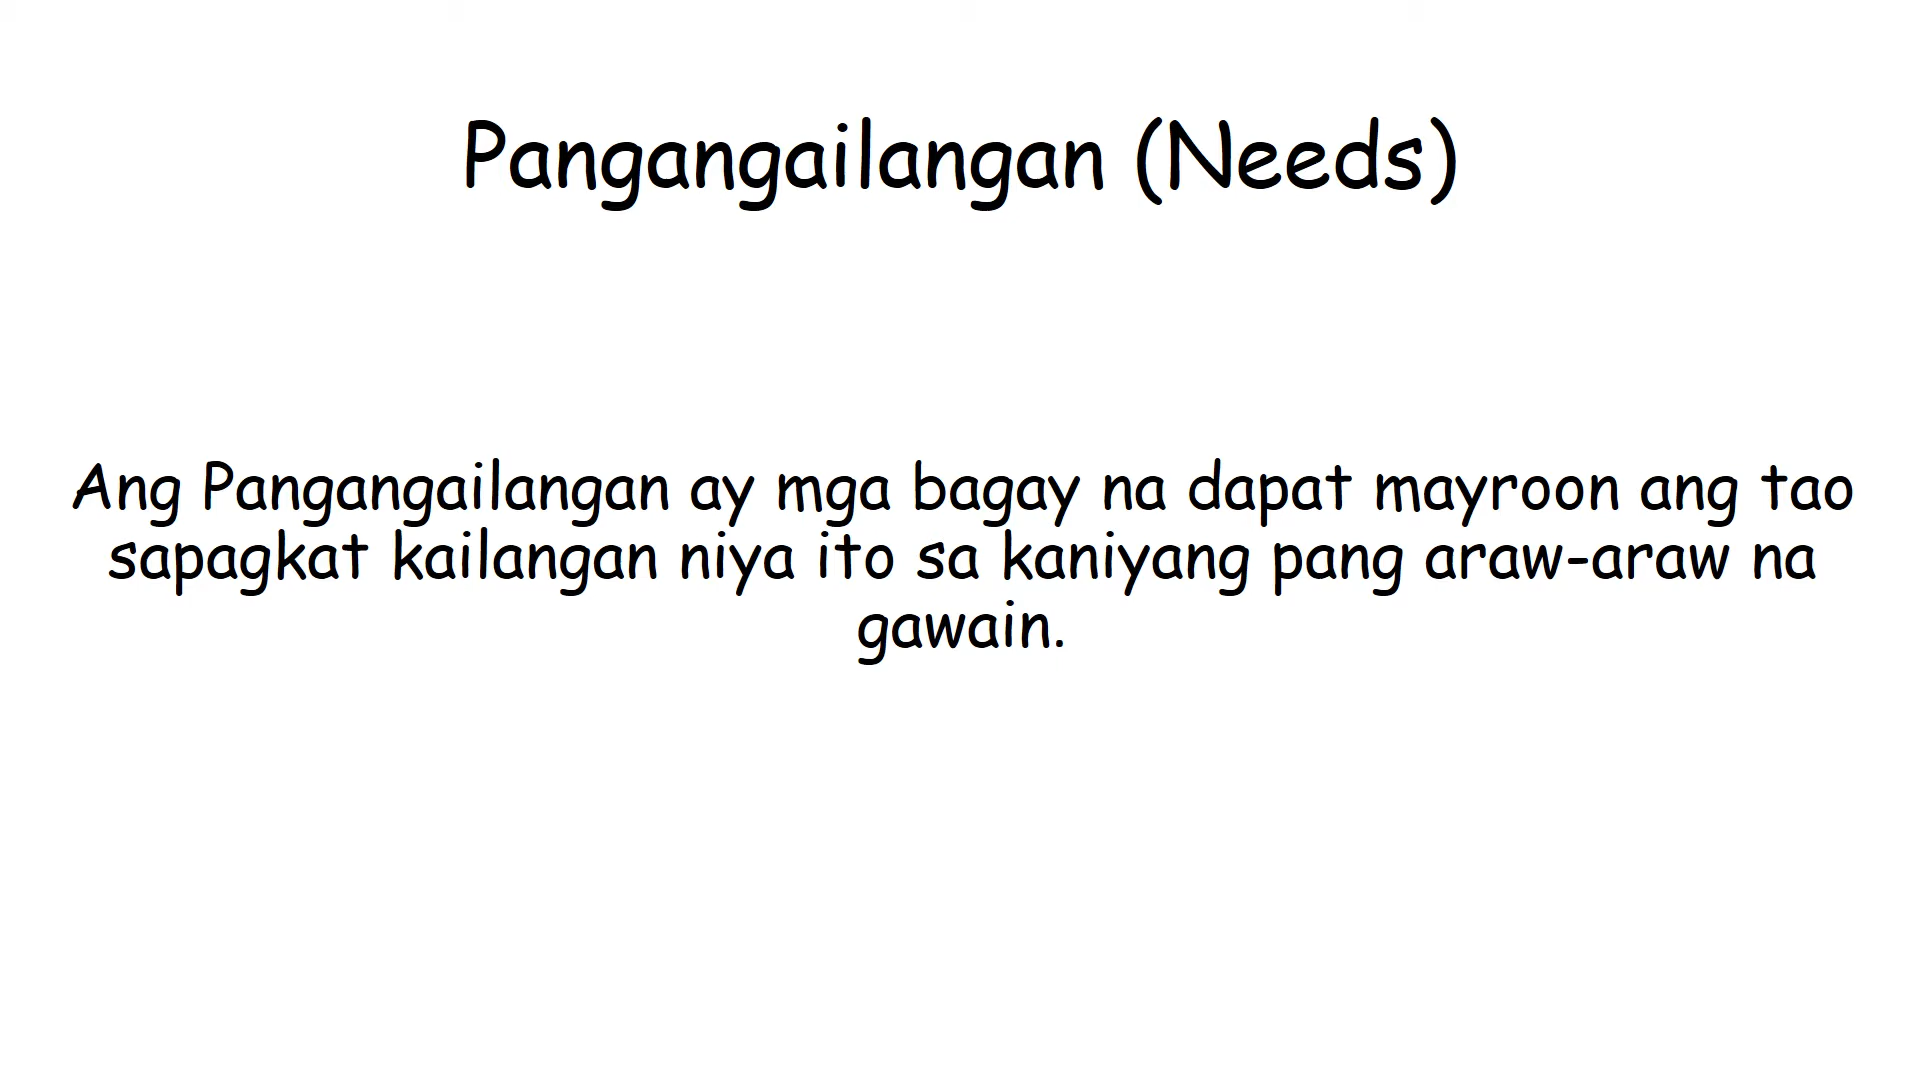 Pangangailangan (Needs)
Ang Pangangailangan ay mga bagay na dapat mayroon ang tao
sapagkat kailangan niya ito sa kaniyang pang araw-araw na
gawain.